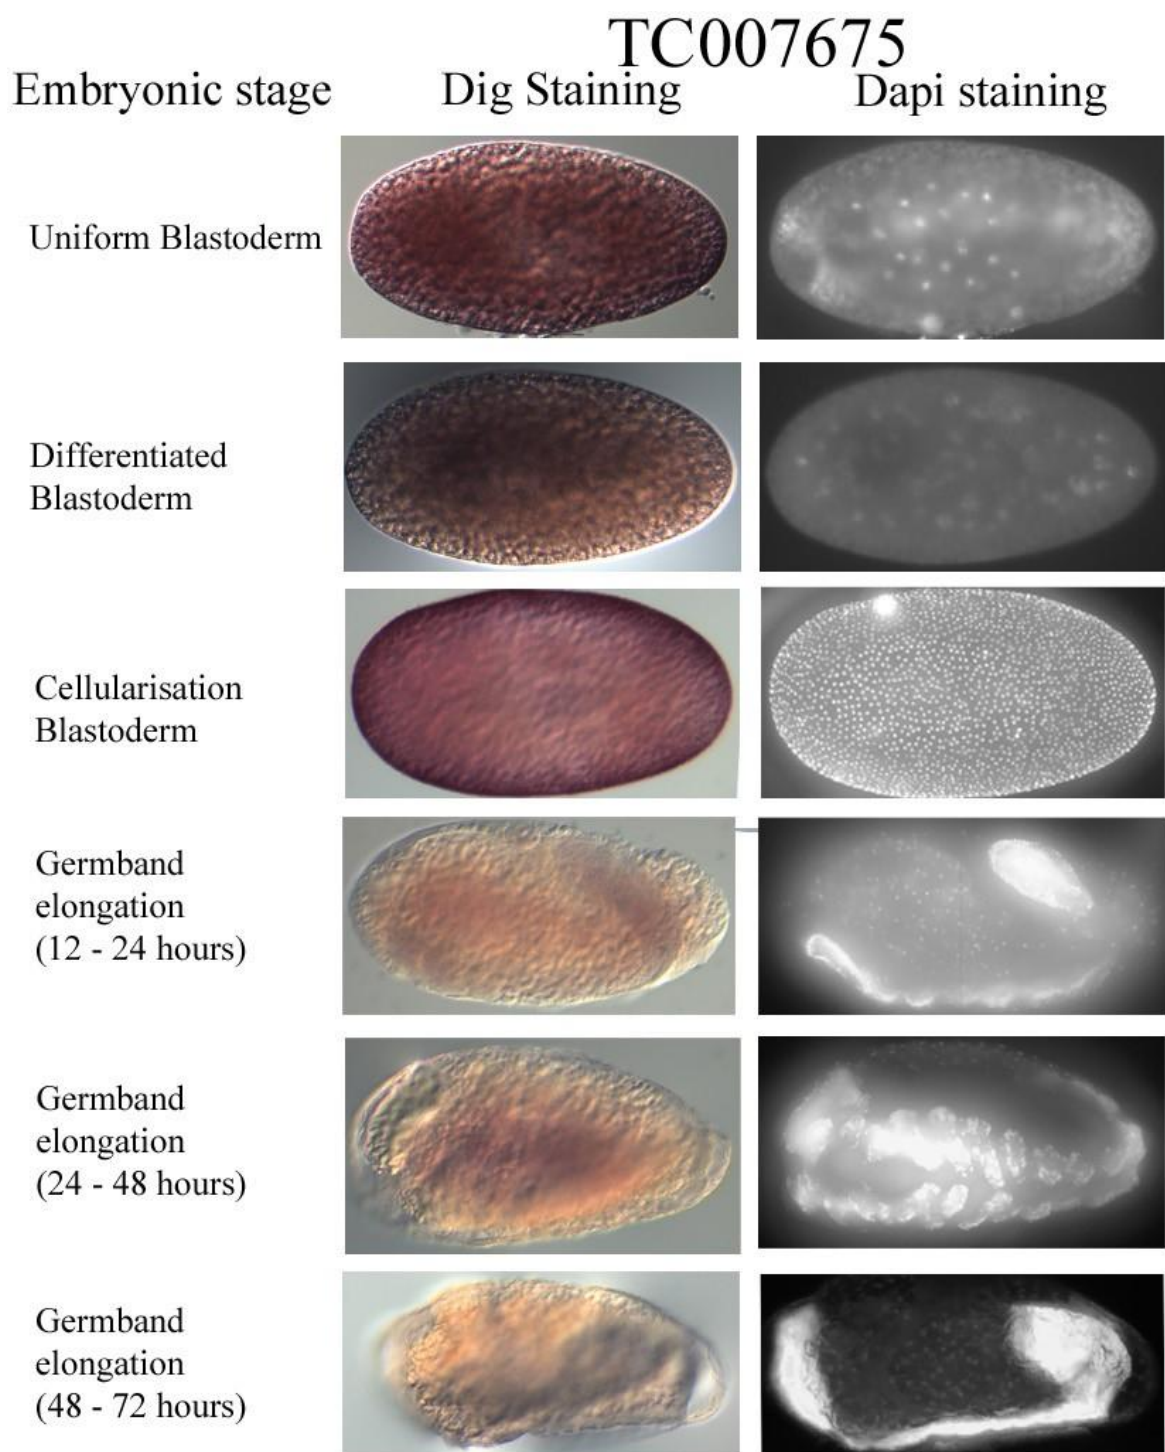 TC007675
Embryonic stage
Dig Staining
Dapi staining
Uniform Blastoderm
Differentiated
Blastoderm
Cellularisation
Blastoderm
Germband
elongation
(12 - 24 hours)
Germband
elongation
(24 - 48 hours)
Germband
elongation
(48 - 72 hours)